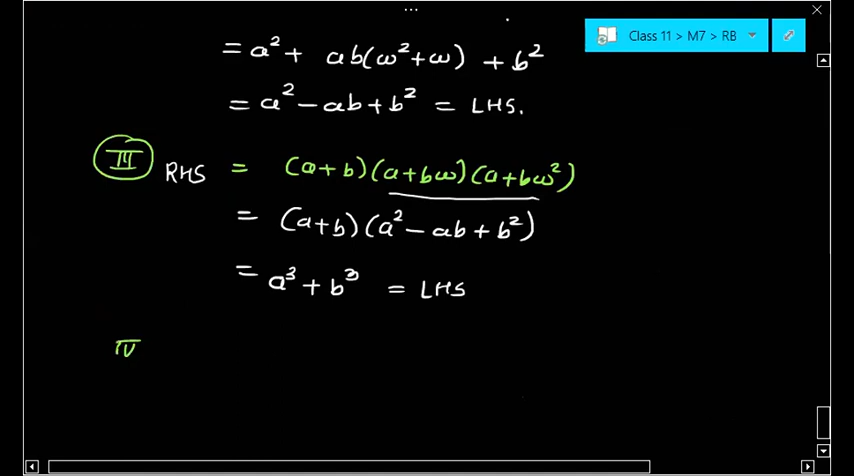 ...
Class 11 > M7 > RB
= a² + ab(ω² + ω) + b²
= a² - ab + b² = LHS.
III RHS = (a+b)(a+bω)(a+bω²)
= (a+b)(a² - ab + b²)
= a³ + b³ = LHS
IV